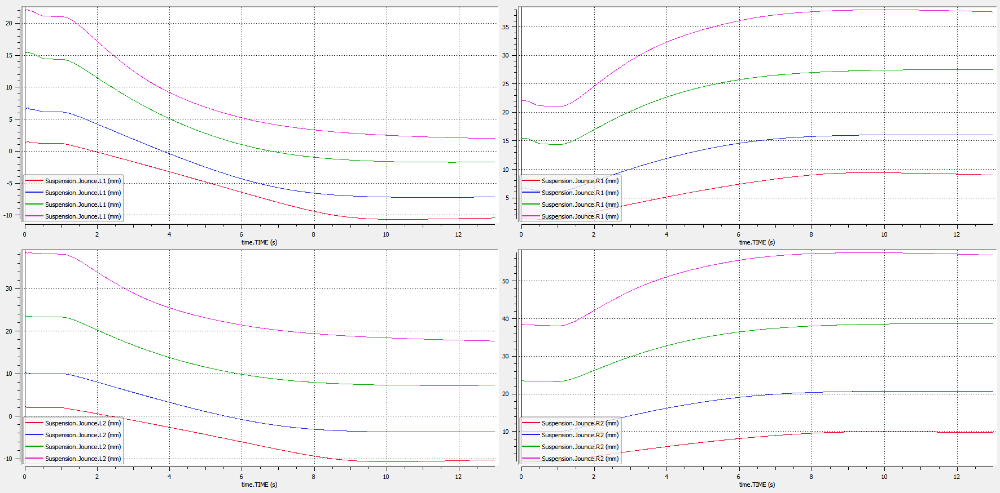 20
15
10
5
0
-5
-10
Suspension.Jounce.L1 (mm)
Suspension.Jounce.L1 (mm)
Suspension.Jounce.L1 (mm)
Suspension.Jounce.L1 (mm)
0 2 4 6 8 10 12
time.TIME (s)
35
30
25
20
15
10
5
Suspension.Jounce.R1 (mm)
Suspension.Jounce.R1 (mm)
Suspension.Jounce.R1 (mm)
Suspension.Jounce.R1 (mm)
0 2 4 6 8 10 12
time.TIME (s)
30
20
10
0
-10
Suspension.Jounce.L2 (mm)
Suspension.Jounce.L2 (mm)
Suspension.Jounce.L2 (mm)
Suspension.Jounce.L2 (mm)
0 2 4 6 8 10 12
time.TIME (s)
50
40
30
20
10
Suspension.Jounce.R2 (mm)
Suspension.Jounce.R2 (mm)
Suspension.Jounce.R2 (mm)
Suspension.Jounce.R2 (mm)
0 2 4 6 8 10 12
time.TIME (s)